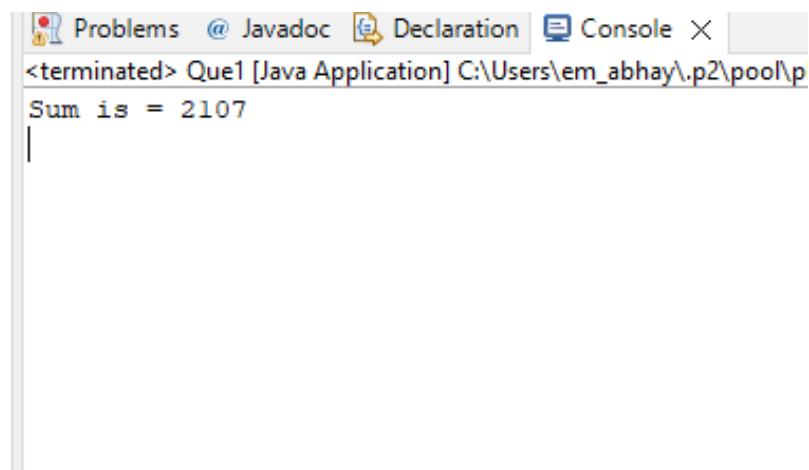 Problems @ Javadoc Declaration Console
<terminated> Que1 [Java Application] C:\Users\em_abhay\.p2\pool\p
Sum is = 2107